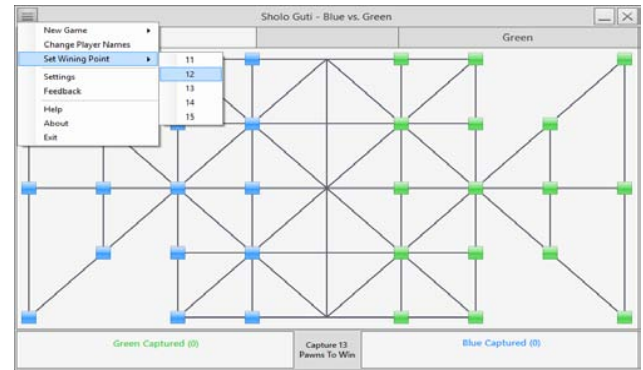 Sholo Guti - Blue vs. Green
New Game
Change Player Names
Set Wining Point
Settings
Feedback
Help
About
Exit
11
12
13
14
15
Green
Green Captured (0)
Capture 13
Pawns To Win
Blue Captured (0)